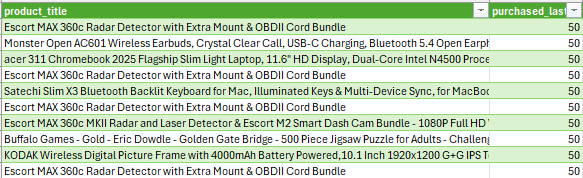 product_title purchased_last
Escort MAX 360c Radar Detector with Extra Mount & OBDII Cord Bundle 50
Monster Open AC601 Wireless Earbuds, Crystal Clear Call, USB-C Charging, Bluetooth 5.4 Open Earph 50
acer 311 Chromebook 2025 Flagship Slim Light Laptop, 11.6" HD Display, Dual-Core Intel N4500 Proce 50
Escort MAX 360c Radar Detector with Extra Mount & OBDII Cord Bundle 50
Satechi Slim X3 Bluetooth Backlit Keyboard for Mac, Illuminated Keys & Multi-Device Sync, for MacBoo 50
Escort MAX 360c Radar Detector with Extra Mount & OBDII Cord Bundle 50
Escort MAX 360c MKII Radar and Laser Detector & Escort M2 Smart Dash Cam Bundle - 1080P Full HD 50
Buffalo Games - Gold - Eric Dowdle - Golden Gate Bridge - 500 Piece Jigsaw Puzzle for Adults - Challeng 50
KODAK Wireless Digital Picture Frame with 4000mAh Battery Powered,10.1 Inch 1920x1200 G+G IPS T 50
Escort MAX 360c Radar Detector with Extra Mount & OBDII Cord Bundle 50